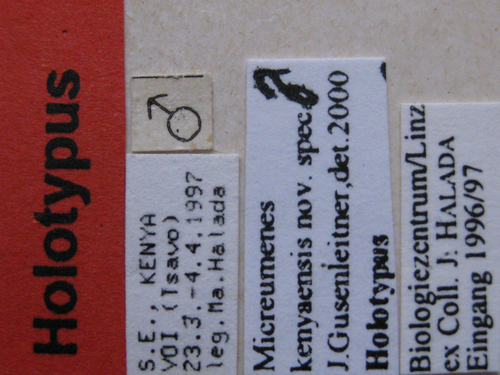 Holotypus
♂
S.E., KENYA
VOI (Tsavo)
23.3.-4.4.1997
leg.Ma.Halada
Micreumenes
kenyaensis nov. spec. ♂
J.Gusenleitner,det.2000
Holotypus
Biologiezentrum/Linz
ex Coll. J. HALADA
Eingang 1996/97